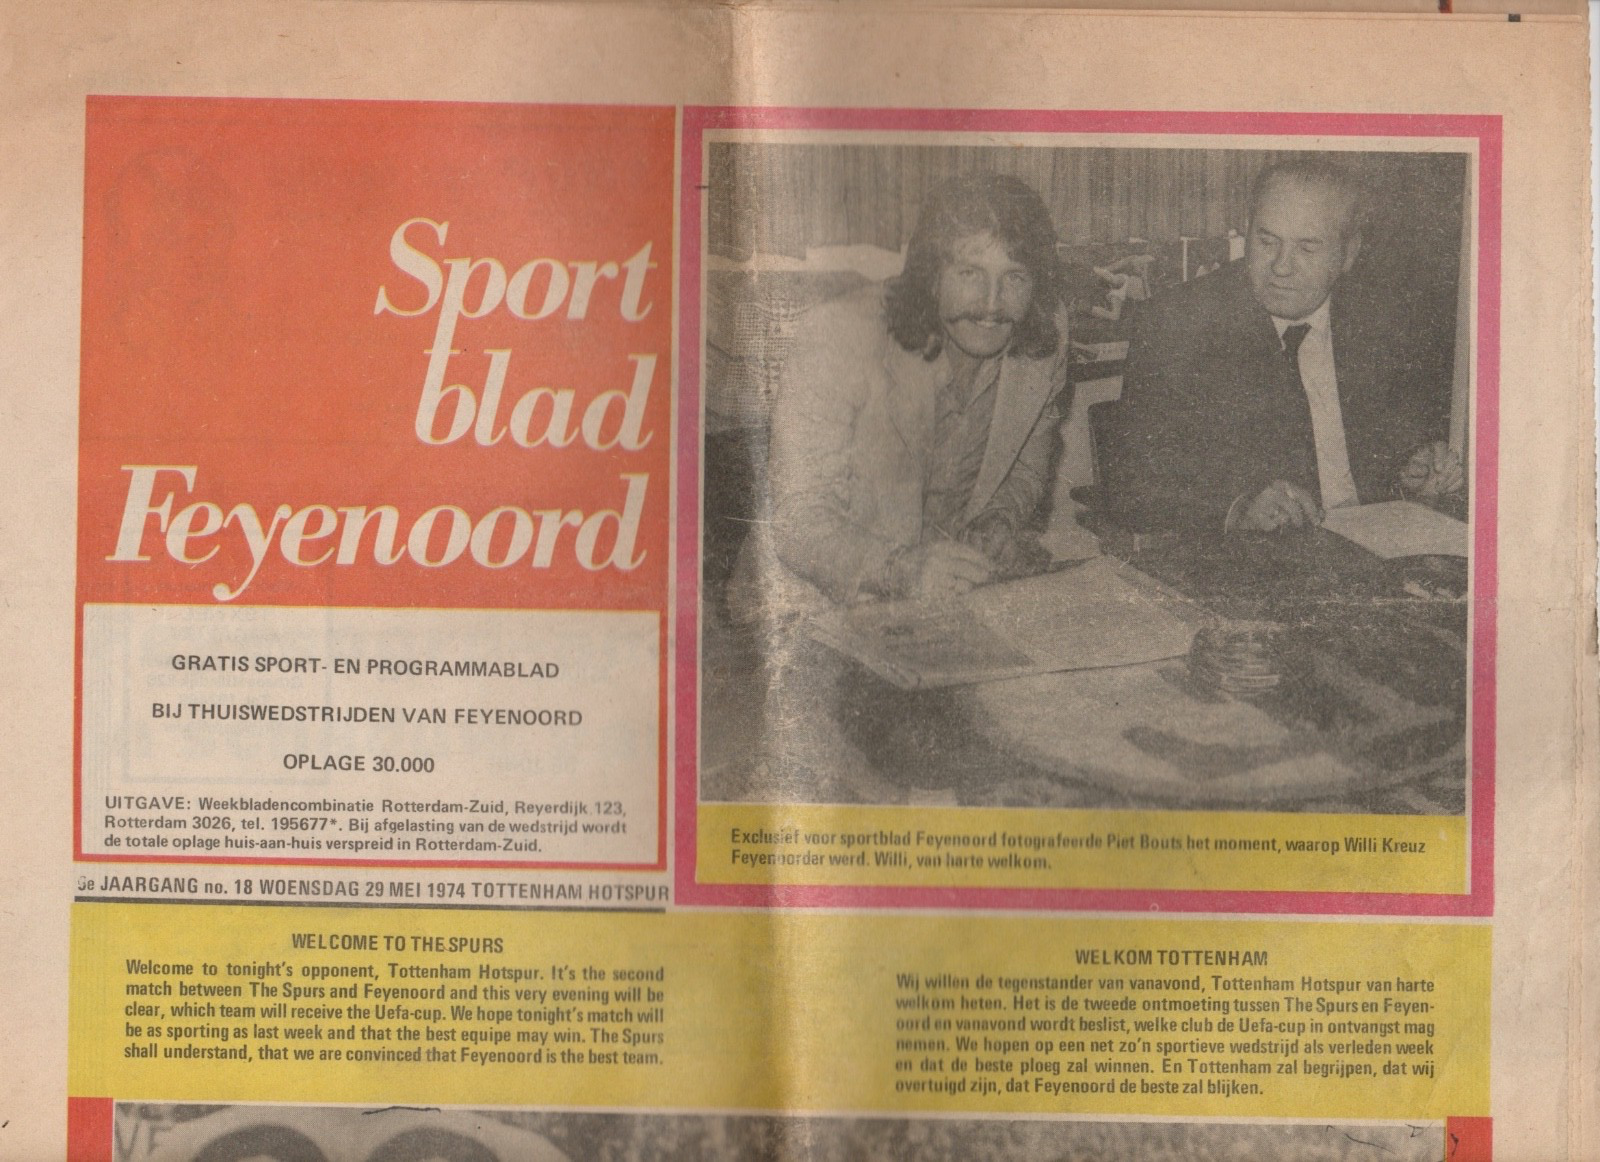 Sport
blad
Feyenoord
GRATIS SPORT- EN PROGRAMMABLAD
BIJ THUISWEDSTRIJDEN VAN FEYENOORD
OPLAGE 30.000
UITGAVE: Weekbladencombinatie Rotterdam-Zuid, Reyerdijk 123,
Rotterdam 3026, tel. 195677*. Bij afgelasting van de wedstrijd wordt
de totale oplage huis-aan-huis verspreid in Rotterdam-Zuid.
JAARGANG no. 18 WOENSDAG 29 MEI 1974 TOTTENHAM HOTSPUR
Exclusief voor sportblad Feyenoord fotografeerde Piet Bouts het moment, waarop Willi Kreuz
Feyenoorder werd. Willi, van harte welkom.
WELCOME TO THE SPURS
Welcome to tonight's opponent, Tottenham Hotspur. It's the second
match between The Spurs and Feyenoord and this very evening will be
clear, which team will receive the Uefa-cup. We hope tonight's match will
be as sporting as last week and that the best equipe may win. The Spurs
shall understand, that we are convinced that Feyenoord is the best team.
WELKOM TOTTENHAM
Wij willen de tegenstander van vanavond, Tottenham Hotspur van harte
welkom heten. Het is de tweede ontmoeting tussen The Spurs en Feyen-
oord en vanavond wordt beslist, welke club de Uefa-cup in ontvangst mag
nemen. We hopen op een net zo'n sportieve wedstrijd als verleden week
en dat de beste ploeg zal winnen. En Tottenham zal begrijpen, dat wij
overtuigd zijn, dat Feyenoord de beste zal blijken.